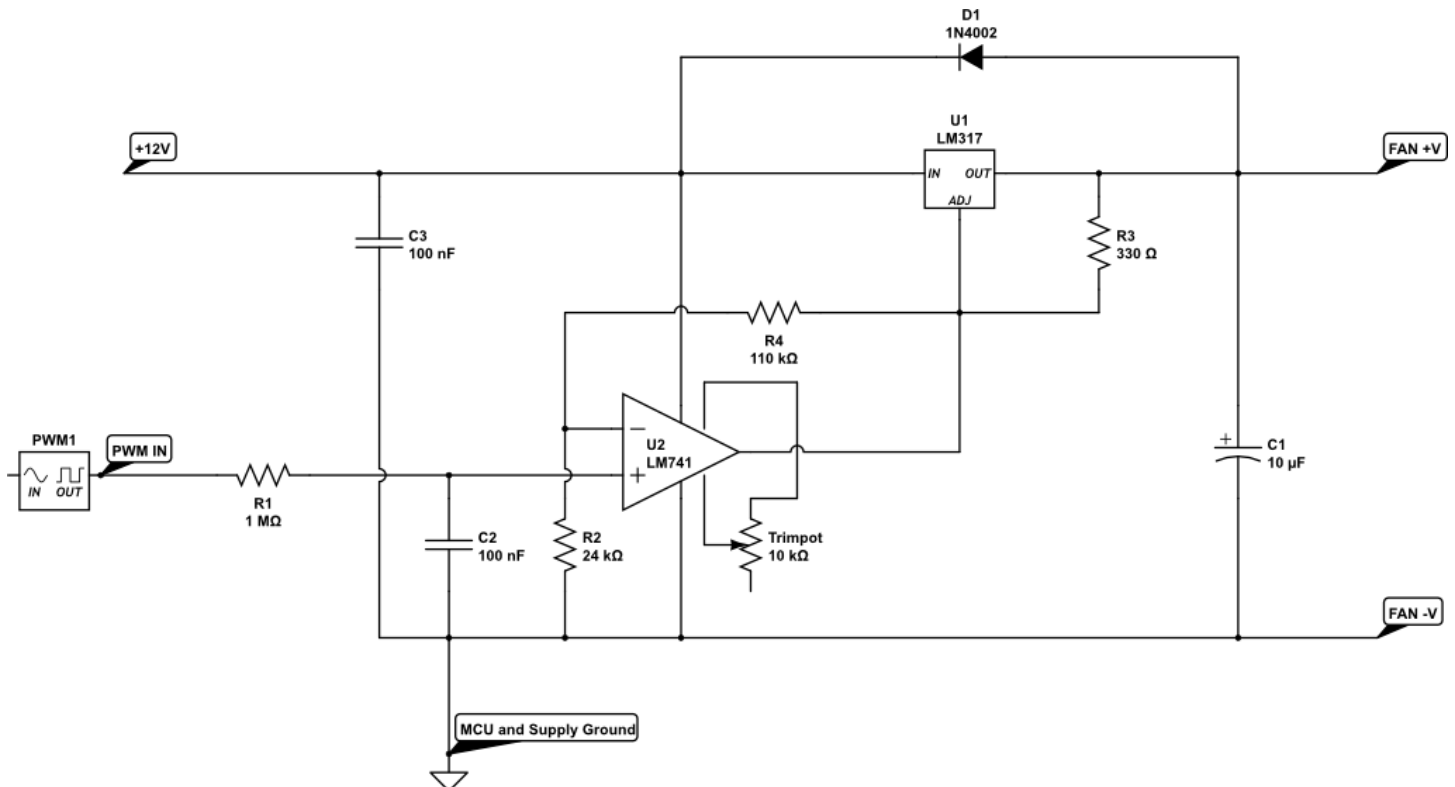 D1
1N4002
+12V
U1
LM317
IN OUT
ADJ
FAN +V
C3
100 nF
R3
330 Ω
R4
110 kΩ
PWM1
IN OUT
PWM IN
R1
1 MΩ
−
+
U2
LM741
+
C1
10 µF
C2
100 nF
R2
24 kΩ
Trimpot
10 kΩ
FAN -V
MCU and Supply Ground